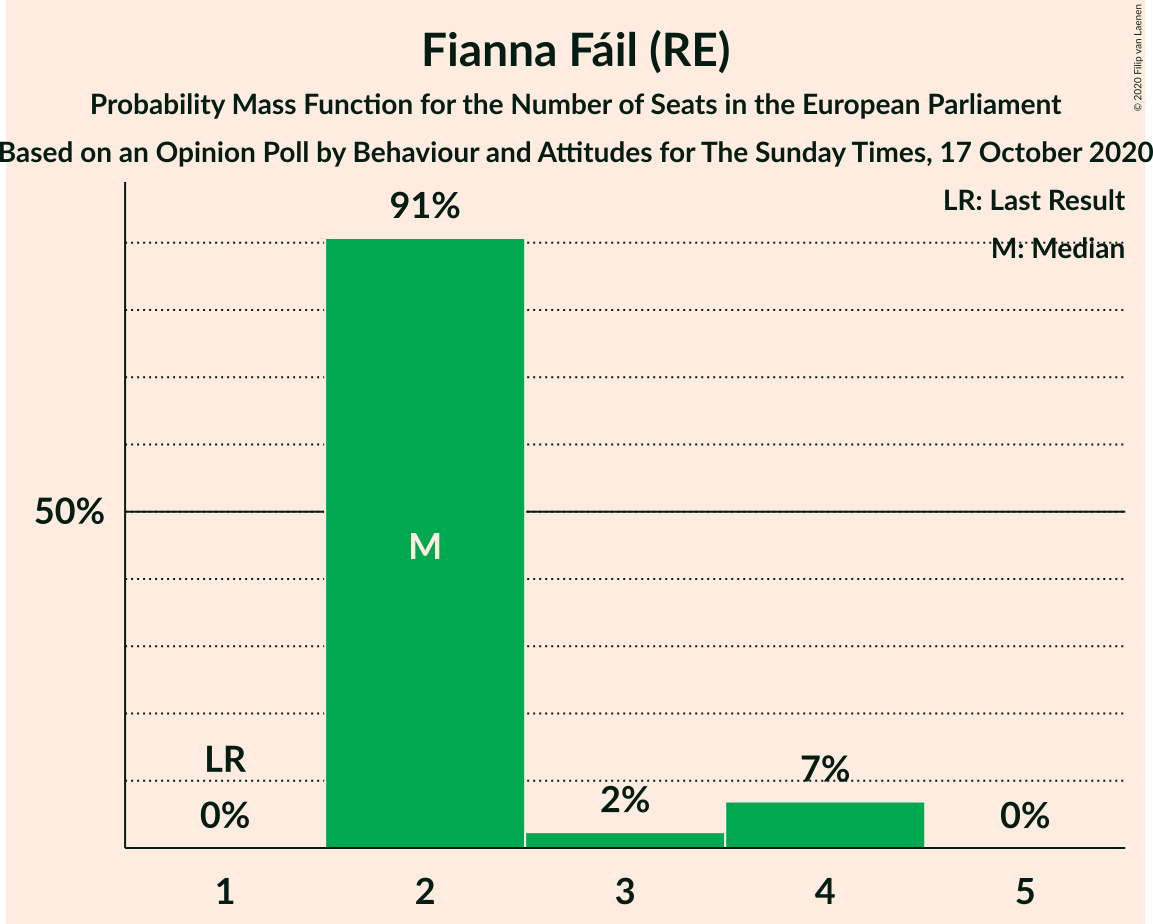 Fianna Fáil (RE)
Probability Mass Function for the Number of Seats in the European Parliament
Based on an Opinion Poll by Behaviour and Attitudes for The Sunday Times, 17 October 2020
© 2020 Filip van Laenen
LR: Last Result
M: Median
91%
50%
M
LR
0%
2%
7%
0%
1 2 3 4 5